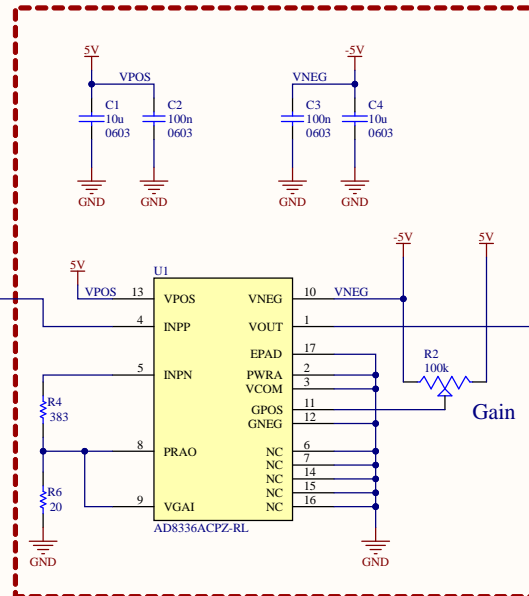 5V
-5V
VPOS
VNEG
C1
10u
0603
C2
100n
0603
C3
100n
0603
C4
10u
0603
GND
GND
GND
GND
-5V
5V
5V
U1
VPOS
13
VPOS
VNEG
10
VNEG
4
INPP
VOUT
1
EPAD
17
R2
100k
5
INPN
PWRA
2
VCOM
3
R4
383
GPOS
11
Gain
GNEG
12
8
PRAO
NC
6
NC
7
NC
14
R6
20
NC
15
9
VGAI
NC
16
AD8336ACPZ-RL
GND
GND